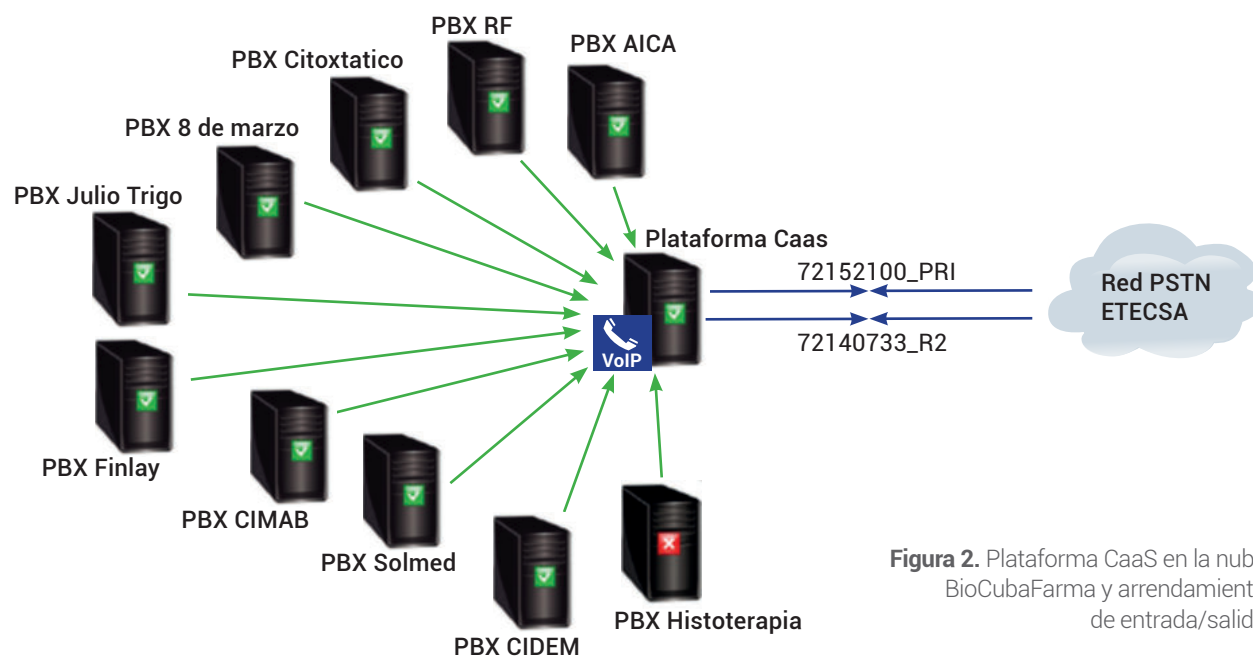 PBX RF
PBX AICA
PBX Citoxtatico
PBX 8 de marzo
PBX Julio Trigo
Plataforma Caas
72152100_PRI
Red PSTN
ETECSA
72140733_R2
VoIP
PBX Finlay
PBX CIMAB
PBX Solmed
PBX CIDEM
PBX Histoterapia
Figura 2. Plataforma CaaS en la nub
BioCubaFarma y arrendamient
de entrada/salid